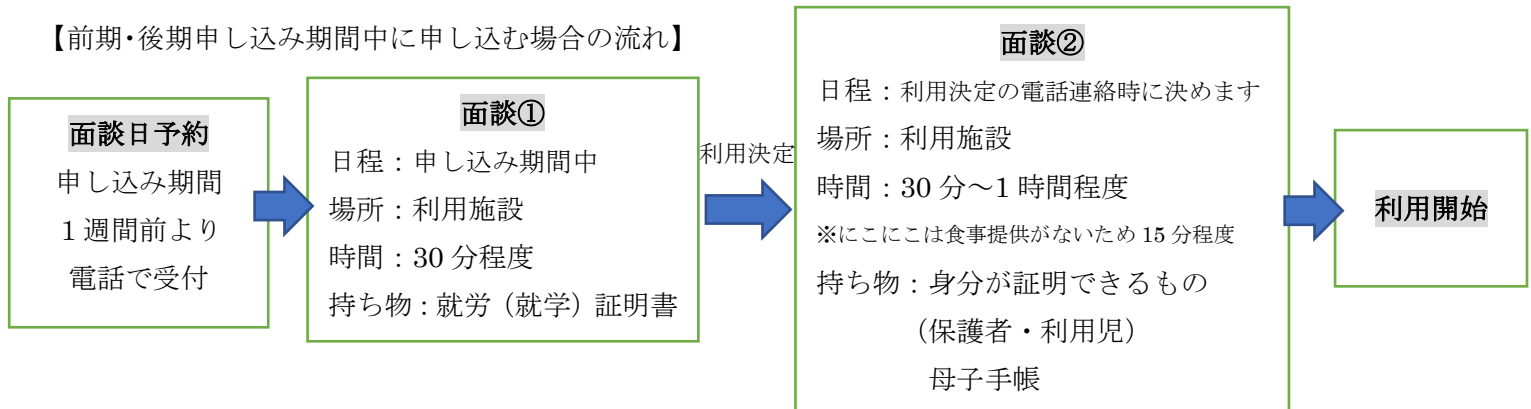 【前期・後期申し込み期間中に申し込む場合の流れ】
面談日予約
申し込み期間
1週間前より
電話で受付
面談①
日程：申し込み期間中
場所：利用施設
時間：30 分程度
持ち物：就労（就学）証明書
利用決定
面談②
日程：利用決定の電話連絡時に決めます
場所：利用施設
時間：30 分～1 時間程度
※にこにこは食事提供がないため 15 分程度
持ち物：身分が証明できるもの
（保護者・利用児）
母子手帳
利用開始